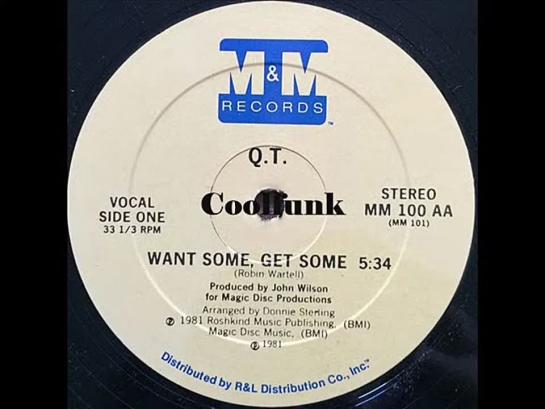 M&M
RECORDS
™
Q.T.
Coolfunk
VOCAL
SIDE ONE
33 1/3 RPM
STEREO
MM 100 AA
(MM 101)
WANT SOME, GET SOME 5:34
(Robin Wartell)
Produced by John Wilson
for Magic Disc Productions
Arranged by Donnie Sterling
℗ 1981 Roshkind Music Publishing, (BMI)
Magic Disc Music, (BMI)
℗ 1981
Distributed by R&L Distribution Co., Inc.™